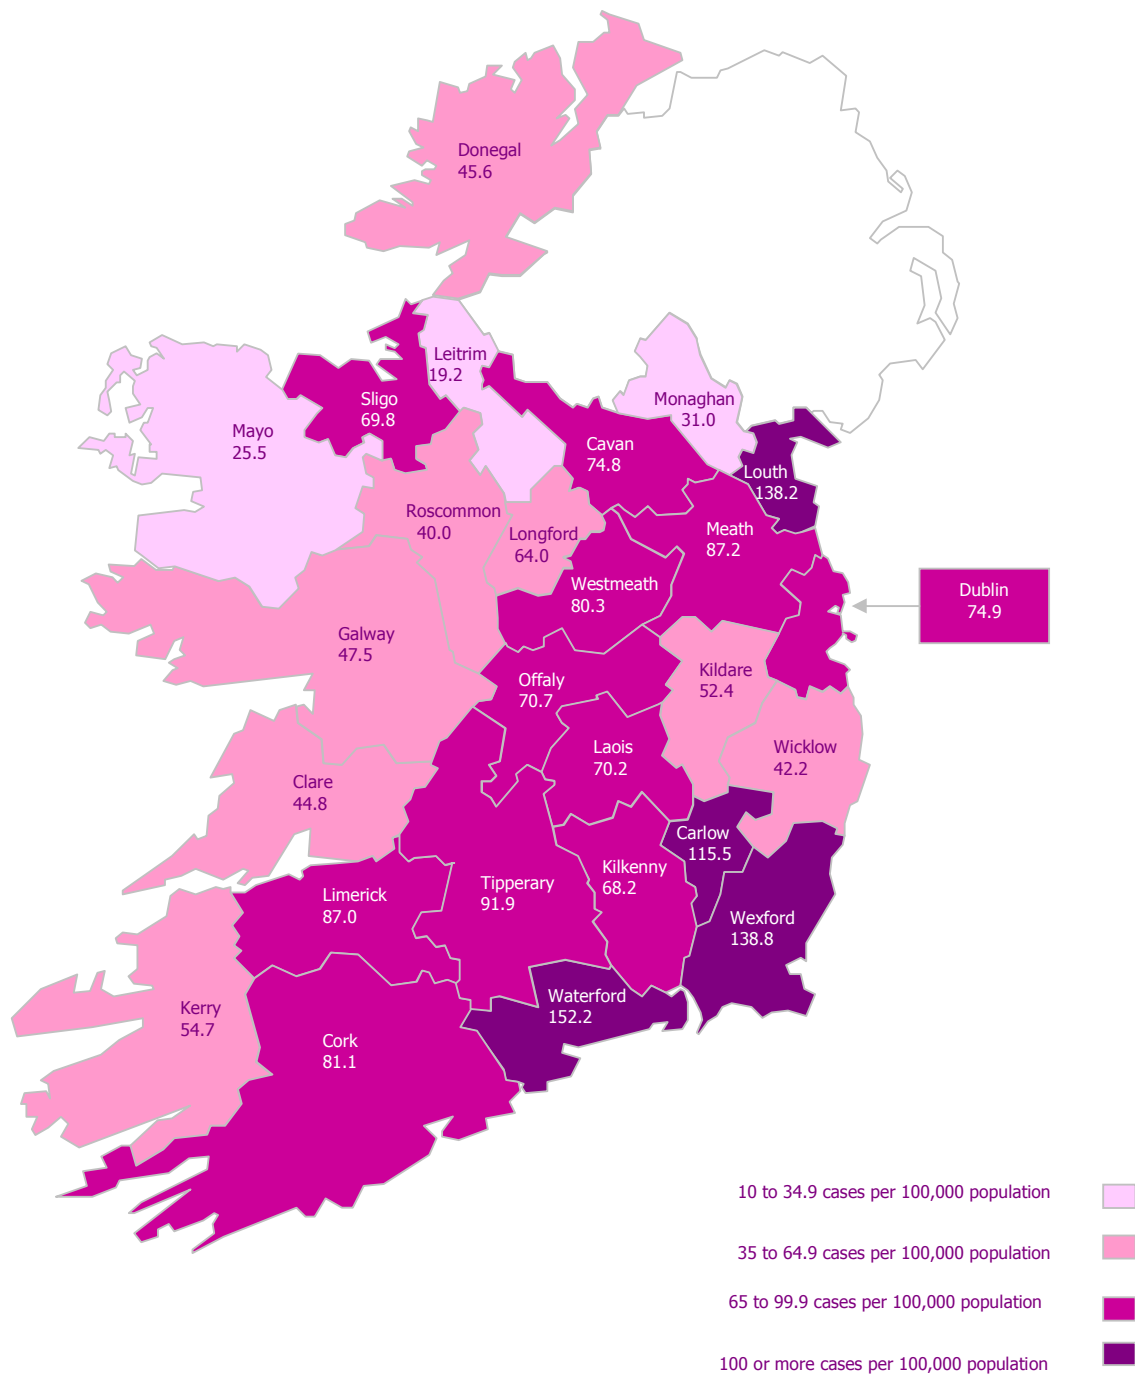 Donegal
45.6
Leitrim
19.2
Sligo
69.8
Monaghan
31.0
Mayo
25.5
Cavan
74.8
Louth
138.2
Roscommon
40.0
Longford
64.0
Meath
87.2
Westmeath
80.3
Dublin
74.9
Galway
47.5
Offaly
70.7
Kildare
52.4
Laois
70.2
Wicklow
42.2
Clare
44.8
Carlow
115.5
Kilkenny
68.2
Tipperary
91.9
Limerick
87.0
Wexford
138.8
Waterford
152.2
Kerry
54.7
Cork
81.1
10 to 34.9 cases per 100,000 population
35 to 64.9 cases per 100,000 population
65 to 99.9 cases per 100,000 population
100 or more cases per 100,000 population